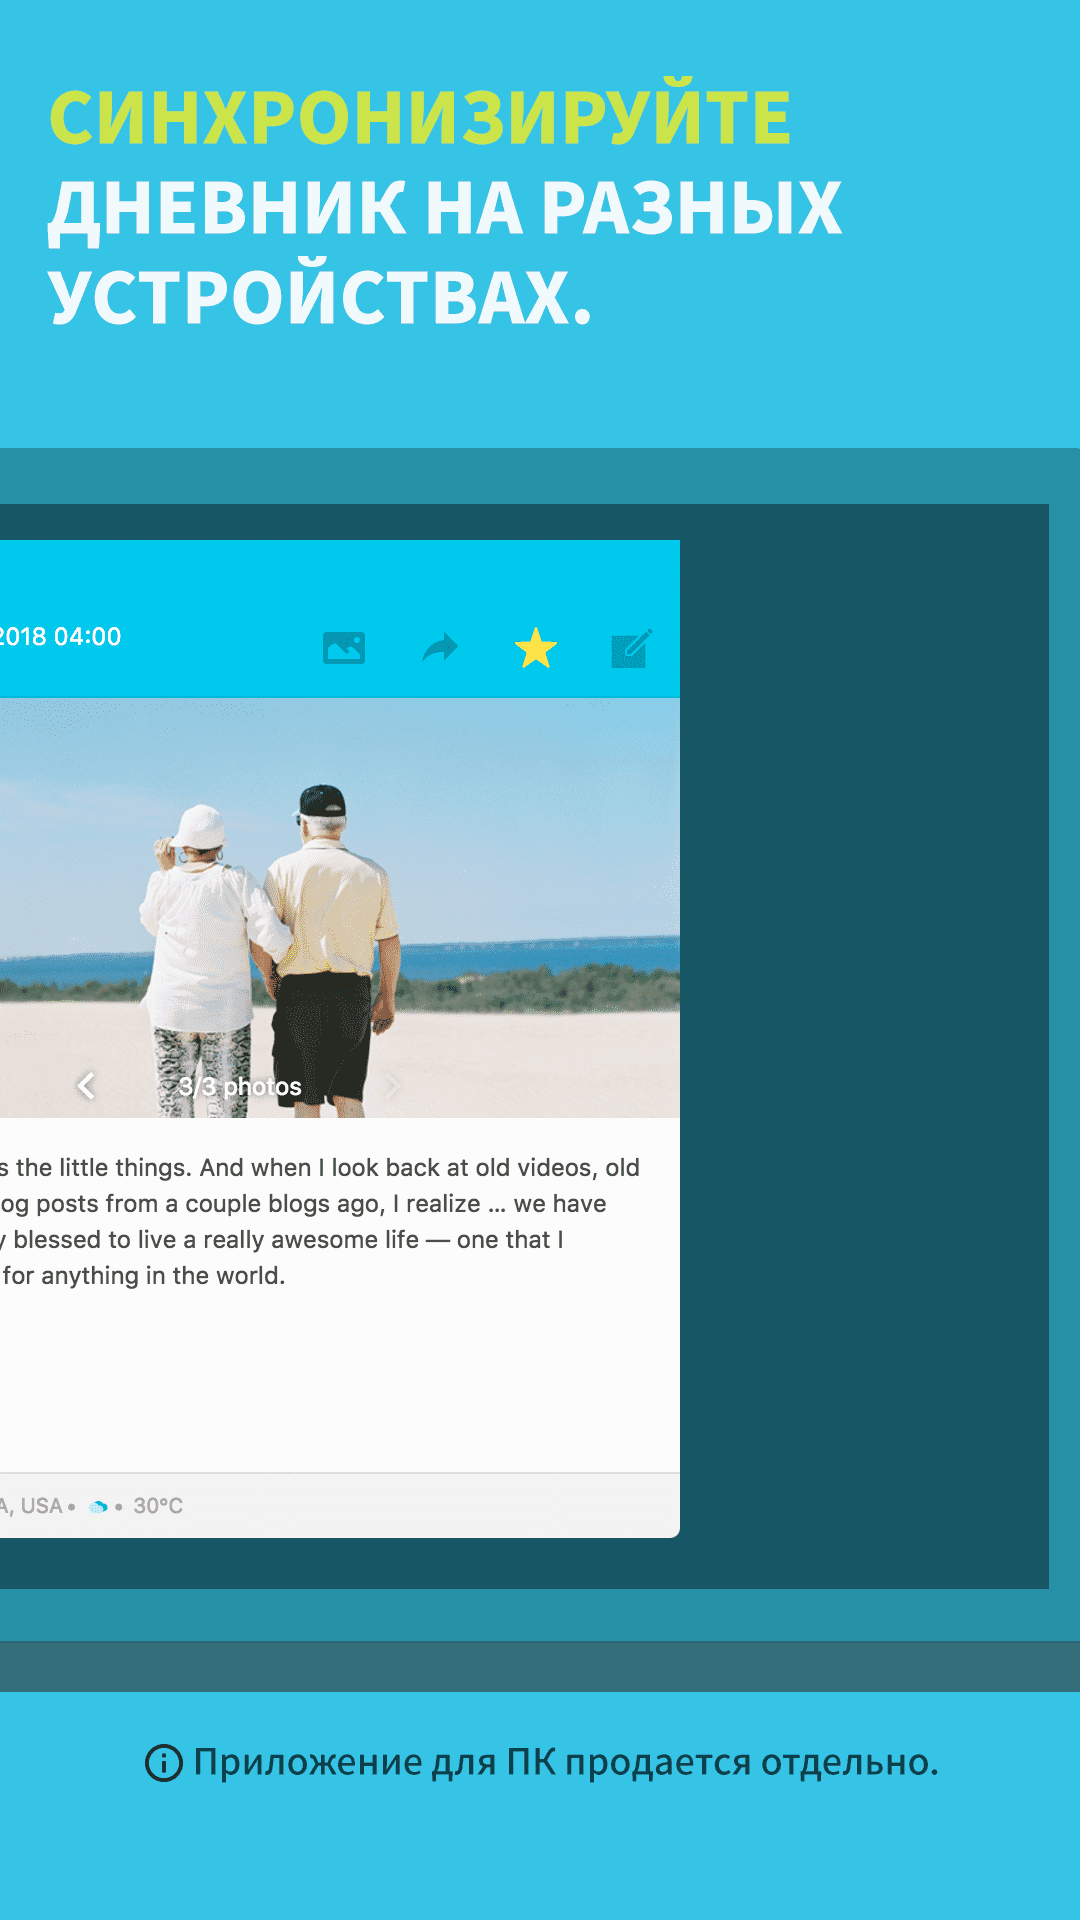 СИНХРОНИЗИРУЙТЕ
ДНЕВНИК НА РАЗНЫХ
УСТРОЙСТВАХ.
2018 04:00
3/3 photos
s the little things. And when I look back at old videos, old
og posts from a couple blogs ago, I realize ... we have
y blessed to live a really awesome life — one that I
for anything in the world.
A, USA • • 30°C
Приложение для ПК продается отдельно.